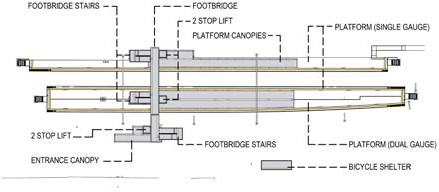 FOOTBRIDGE STAIRS
FOOTBRIDGE
2 STOP LIFT
PLATFORM CANOPIES
PLATFORM (SINGLE GAUGE)
2 STOP LIFT
ENTRANCE CANOPY
FOOTBRIDGE STAIRS
PLATFORM (DUAL GAUGE)
BICYCLE SHELTER